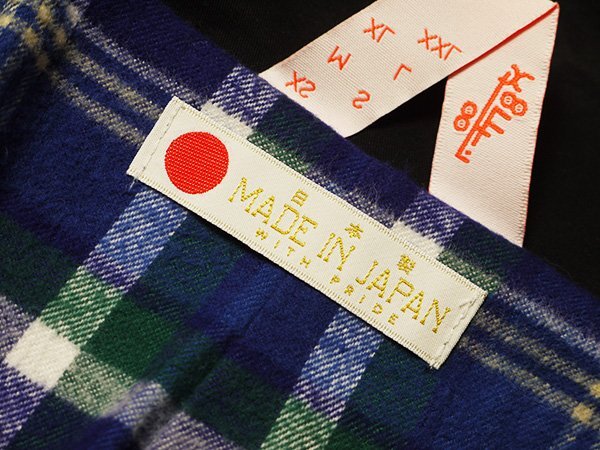 XL XXL
M L
XS S
日本製
MADE IN JAPAN
WITH PRIDE